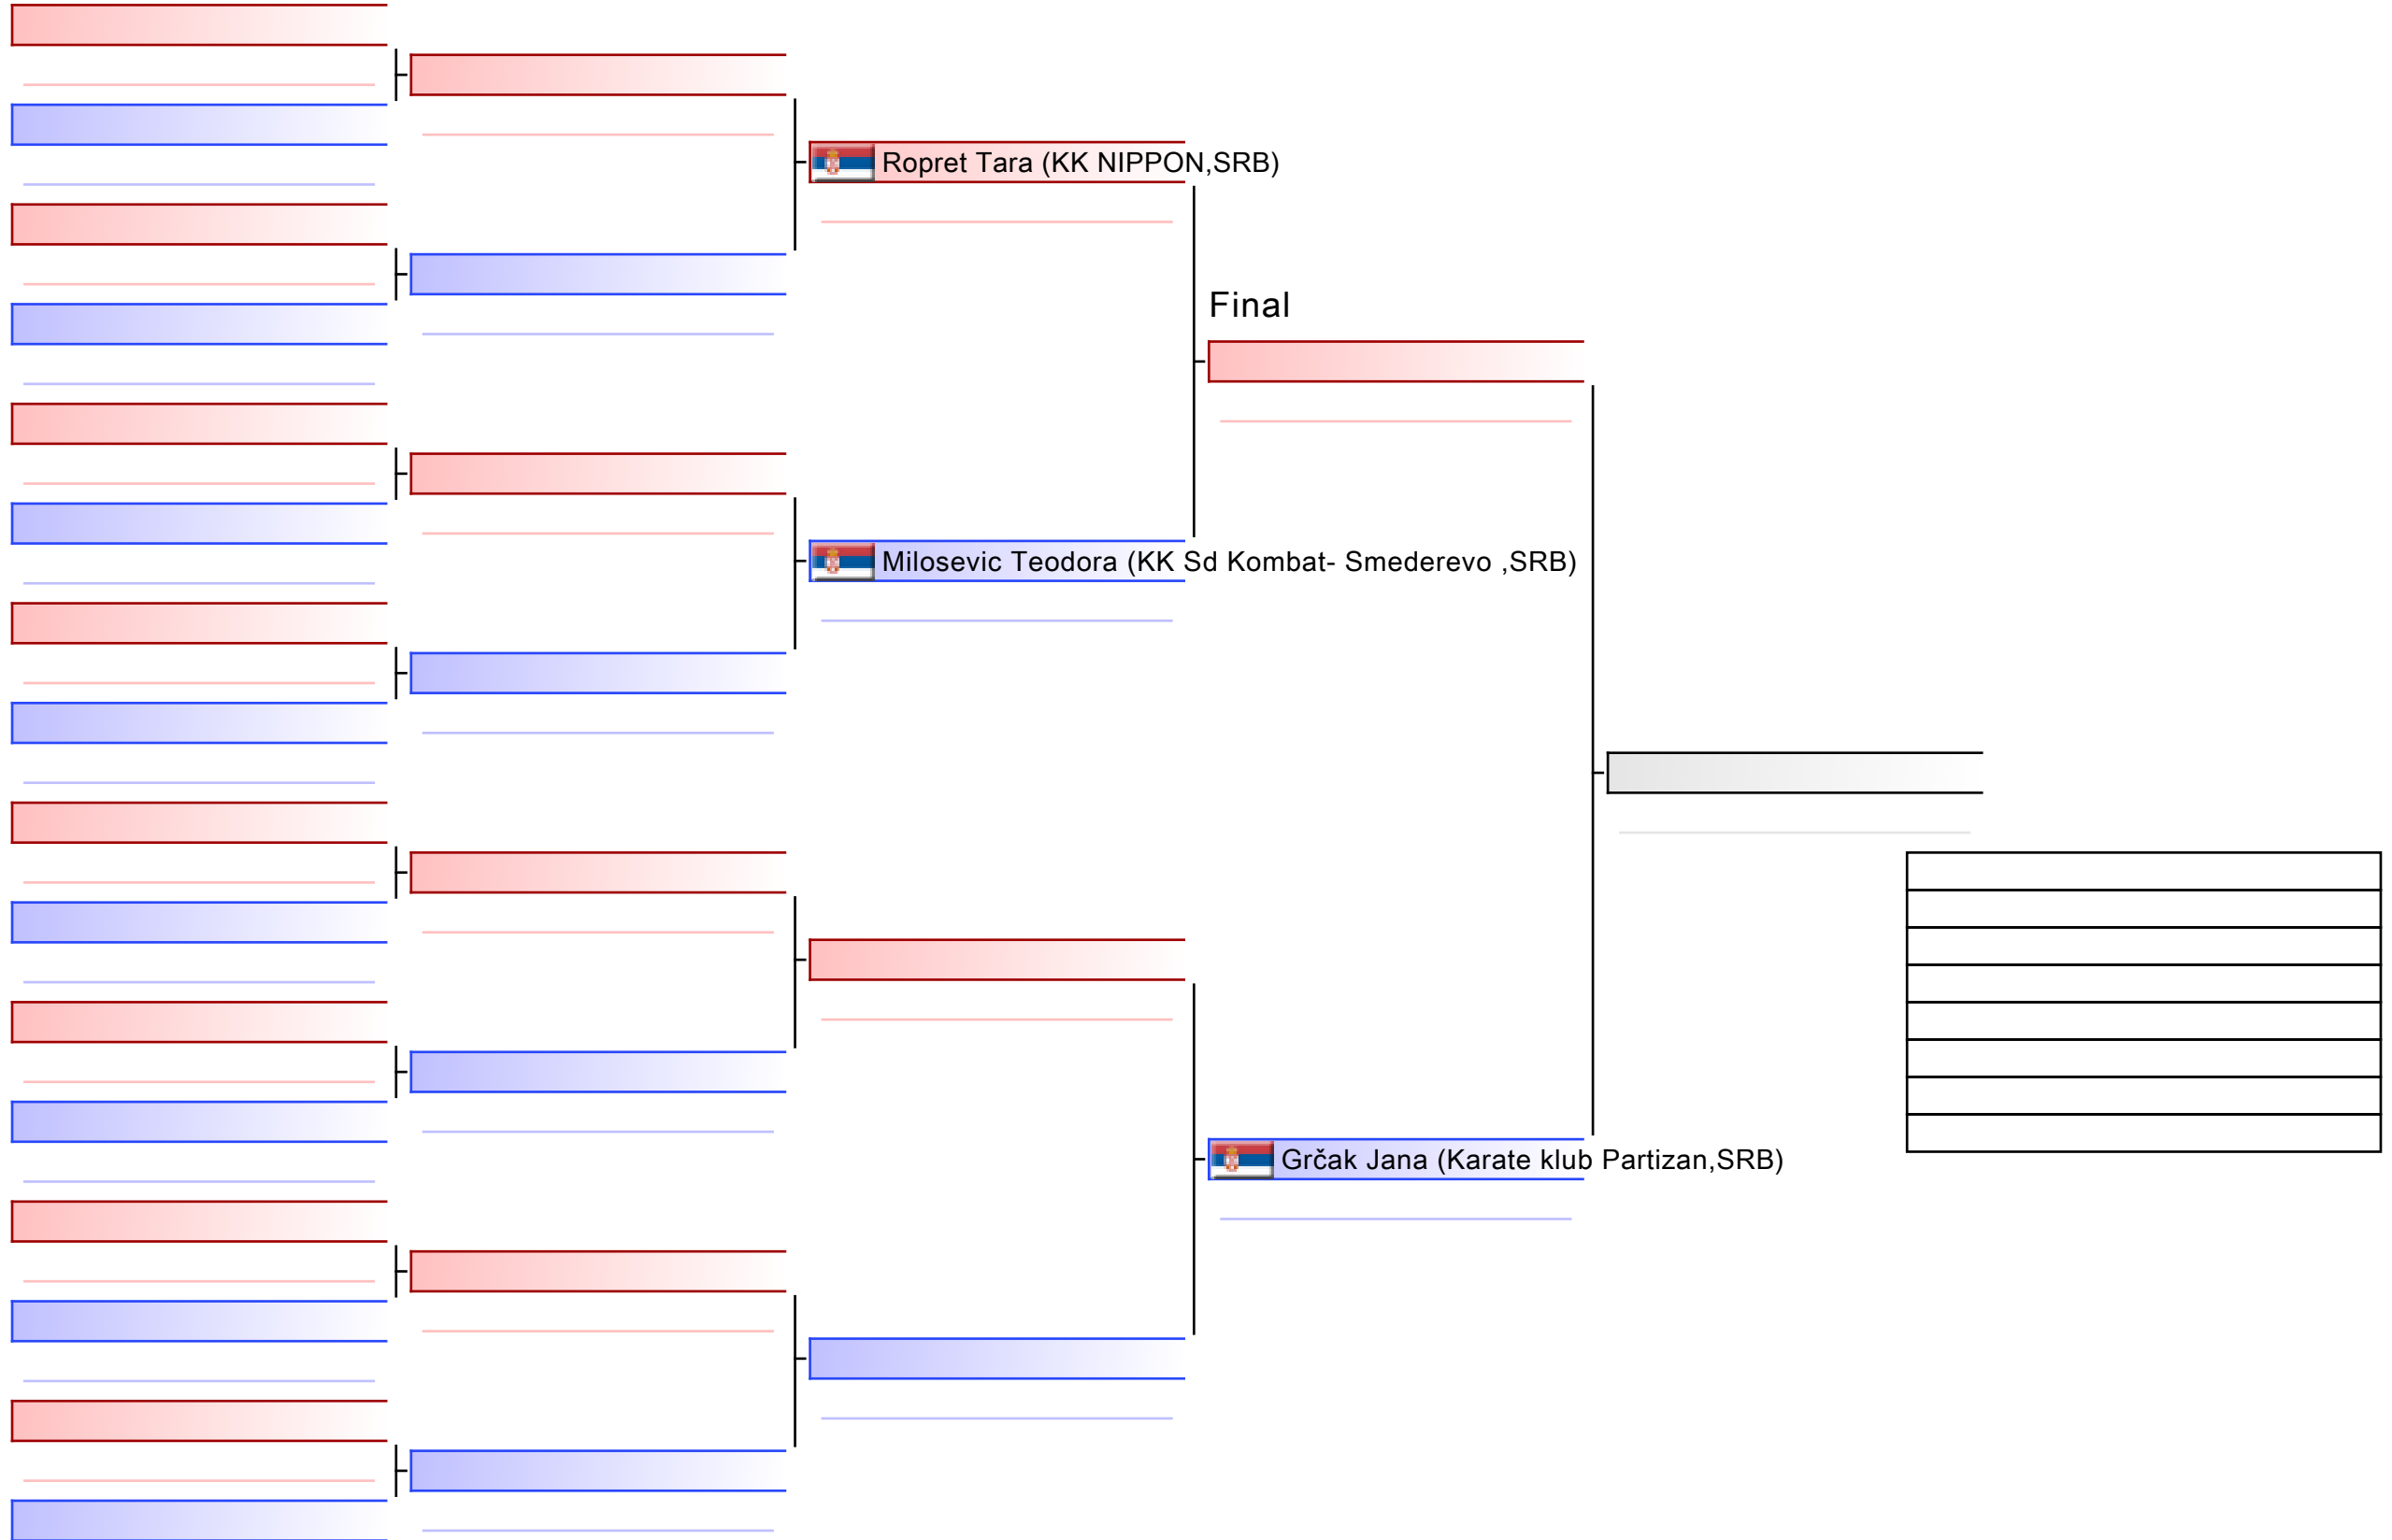 Ropret Tara (KK NIPPON,SRB)
Final
Milosevic Teodora (KK Sd Kombat- Smederevo ,SRB)
Grčak Jana (Karate klub Partizan,SRB)